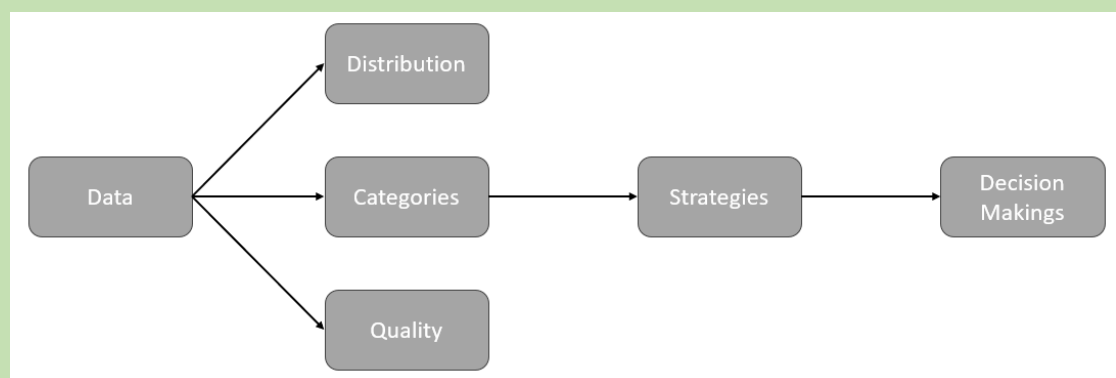 Distribution
Data
Categories
Strategies
Decision
Makings
Quality